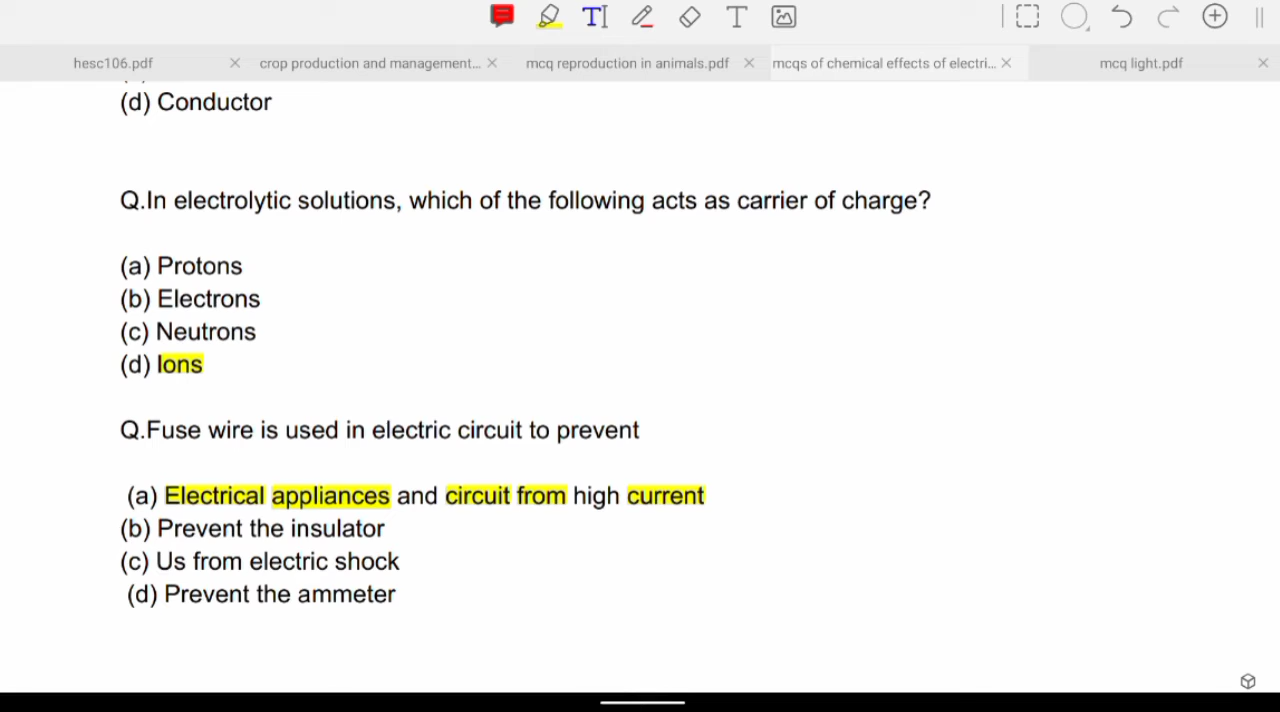 hesc106.pdf
crop production and management...
mcq reproduction in animals.pdf
mcqs of chemical effects of electri...
mcq light.pdf
(d) Conductor
Q.In electrolytic solutions, which of the following acts as carrier of charge?
(a) Protons
(b) Electrons
(c) Neutrons
(d) Ions
Q.Fuse wire is used in electric circuit to prevent
(a) Electrical appliances and circuit from high current
(b) Prevent the insulator
(c) Us from electric shock
(d) Prevent the ammeter